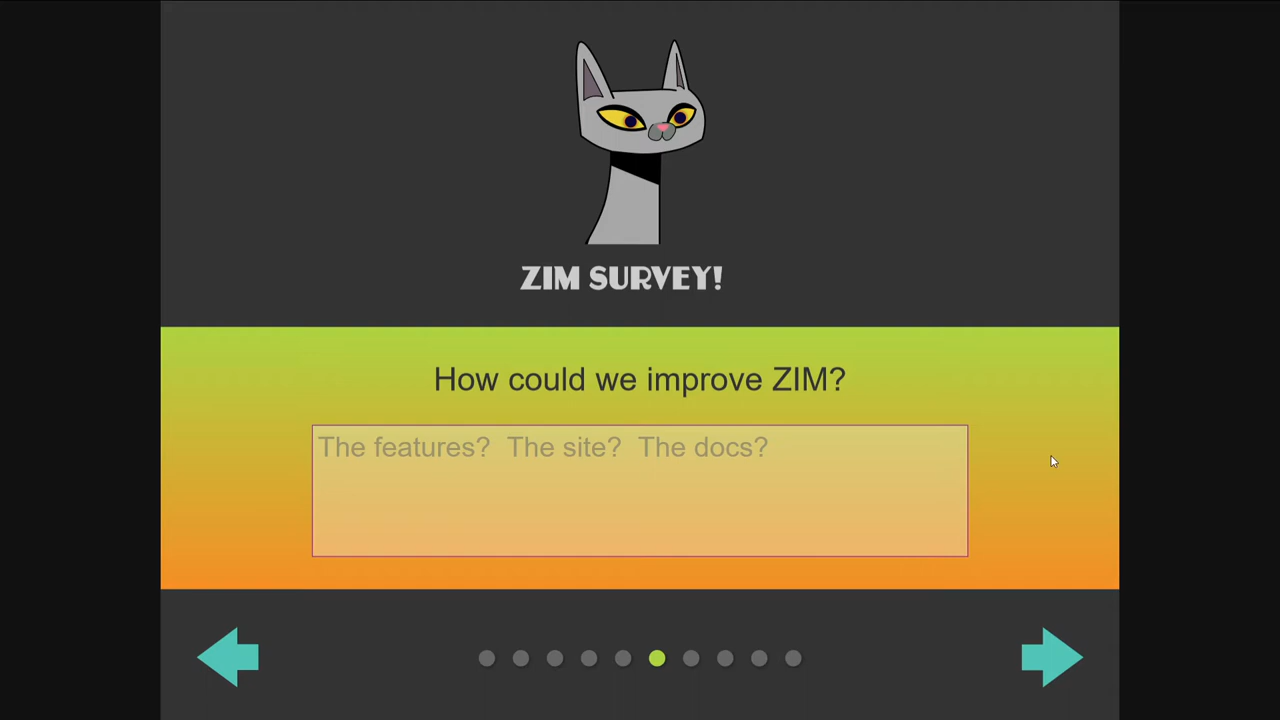 ZIM SURVEY!
How could we improve ZIM?
The features?  The site?  The docs?